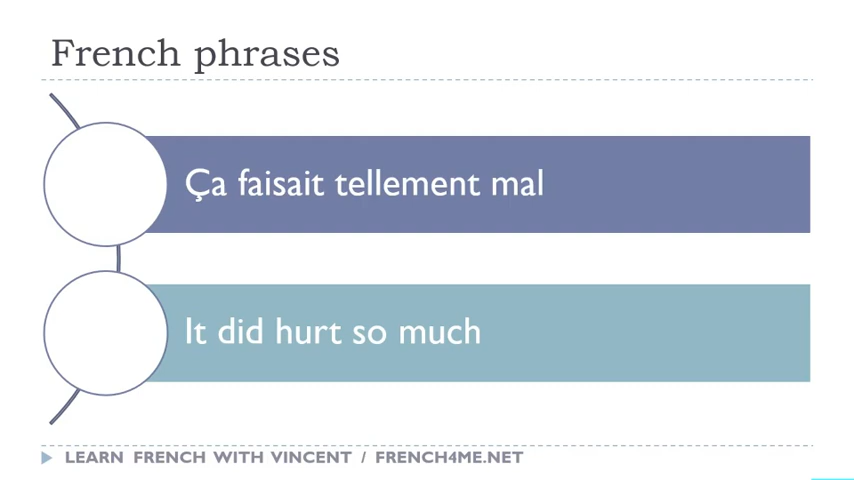 French phrases
Ça faisait tellement mal
It did hurt so much
LEARN FRENCH WITH VINCENT / FRENCH4ME.NET